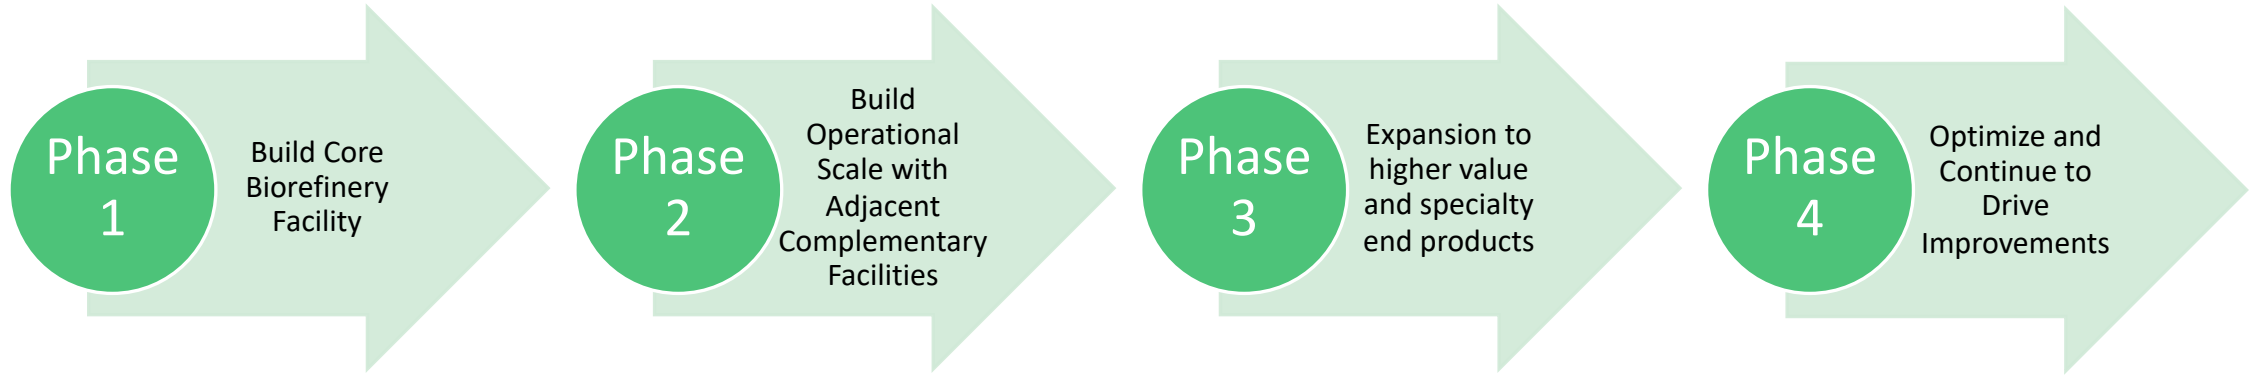 Phase
1
Build Core
Biorefinery
Facility
Phase
2
Build
Operational
Scale with
Adjacent
Complementary
Facilities
Phase
3
Expansion to
higher value
and specialty
end products
Phase
4
Optimize and
Continue to
Drive
Improvements